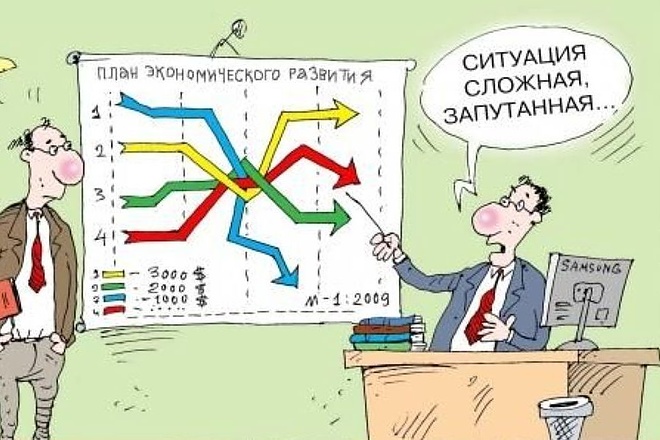 ПЛАН ЭКОНОМИЧЕСКОГО РАЗВИТИЯ
1
2
3
4
СИТУАЦИЯ
СЛОЖНАЯ,
ЗАПУТАННАЯ...
SAMSUNG
- 3000 $
- 2000 $
- 1000 $
М-1:2009